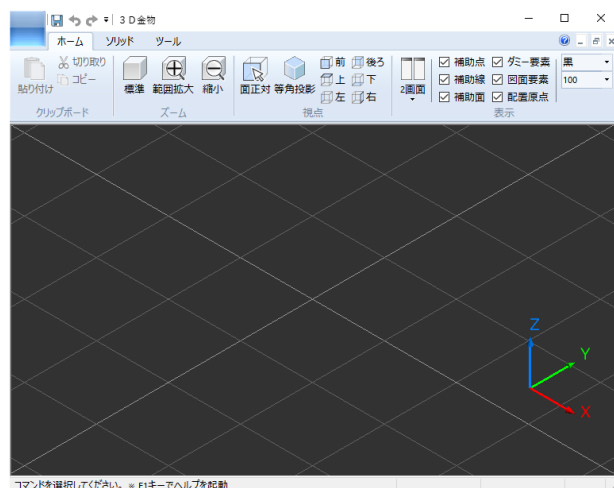 3D金物
ホーム ソリッド ツール
貼り付け
切り取り
コピー
クリップボード
標準 範囲拡大 縮小
ズーム
面正対 等角投影
前 後ろ
上 下
左 右
視点
2画面
補助点 ダミー要素 黒
補助線 図面要素 100
補助面 配置原点
表示
Z
Y
X
コマンドを選択してください。 ※ F1キーでヘルプを起動